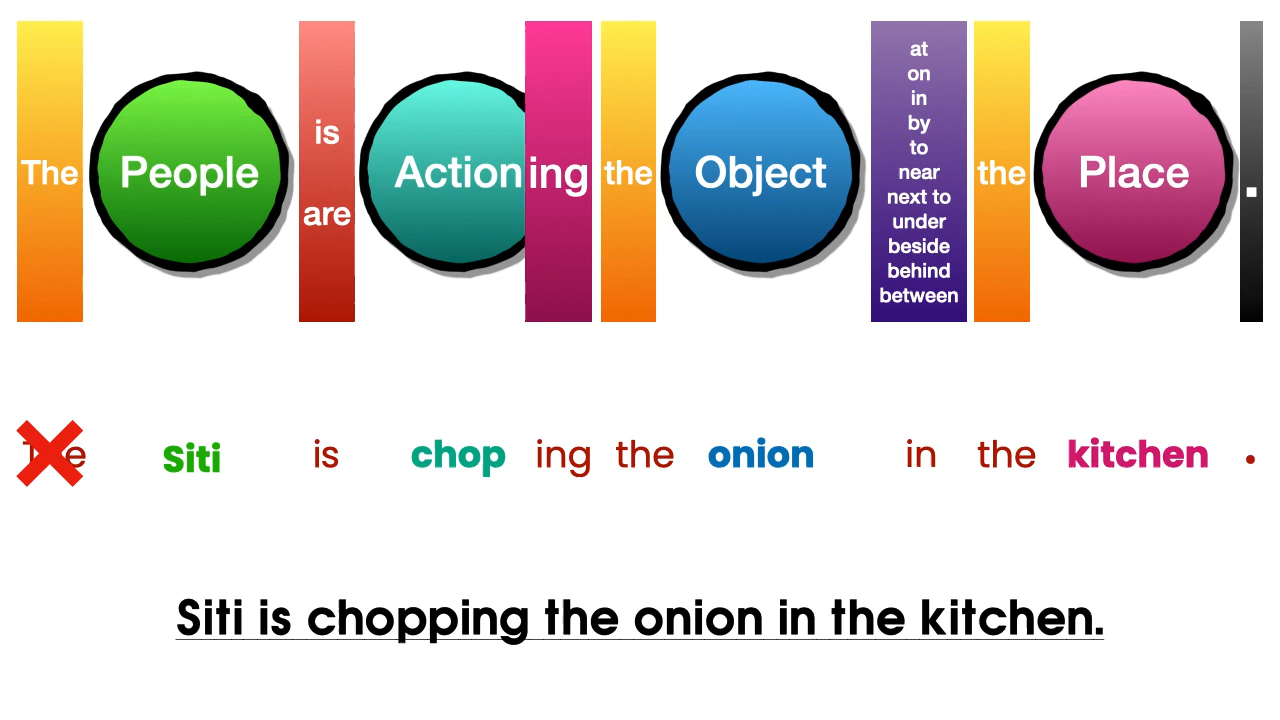 The People is are Action ing the Object at on in by to near next to under beside behind between the Place .
The Siti is chop ing the onion in the kitchen .
Siti is chopping the onion in the kitchen.